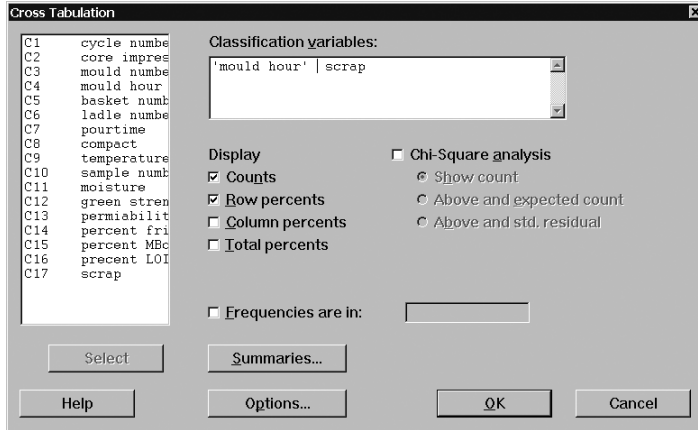 Cross Tabulation
C1 cycle numbe
C2 core impres
C3 mould numbe
C4 mould hour
C5 basket numb
C6 ladle numbe
C7 pourtime
C8 compact
C9 temperature
C10 sample numb
C11 moisture
C12 green stren
C13 permiabilit
C14 percent fri
C15 percent MBc
C16 precent LOI
C17 scrap
Select
Help
Classification variables:
'mould hour' scrap
Display
Counts
Row percents
Column percents
Total percents
Chi-Square analysis
Show count
Above and expected count
Above and std. residual
Frequencies are in:
Summaries...
Options...
OK
Cancel